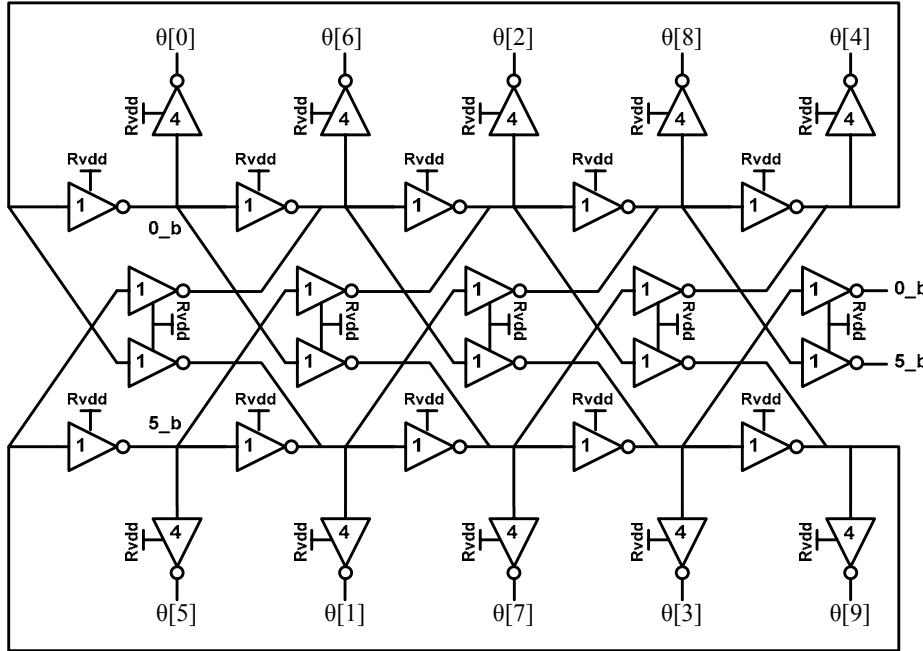 θ[0] θ[6] θ[2] θ[8] θ[4]
Rvdd Rvdd Rvdd Rvdd Rvdd
4 4 4 4 4
Rvdd Rvdd Rvdd Rvdd Rvdd
1 1 1 1 1
0_b
1 1 1 1 1 0_b
Rvdd Rvdd Rvdd Rvdd Rvdd
1 1 1 1 1 5_b
Rvdd Rvdd Rvdd Rvdd Rvdd
5_b
1 1 1 1 1
4 4 4 4 4
Rvdd Rvdd Rvdd Rvdd Rvdd
θ[5] θ[1] θ[7] θ[3] θ[9]